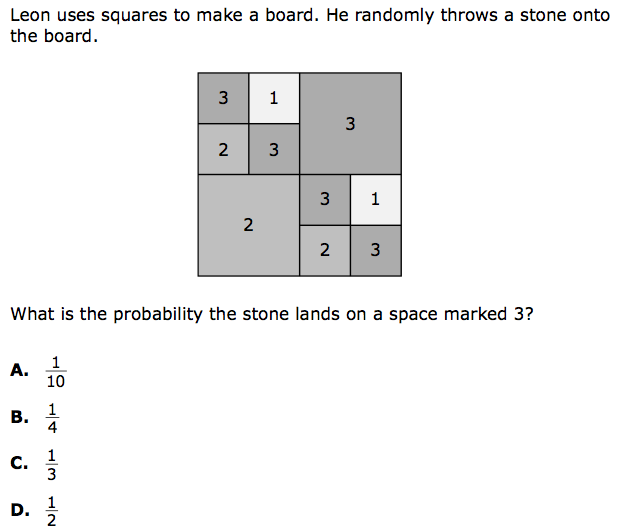 Leon uses squares to make a board. He randomly throws a stone onto
the board.
3 1
3
2 3
3 1
2
2 3
What is the probability the stone lands on a space marked 3?
A. 1/10
B. 1/4
C. 1/3
D. 1/2